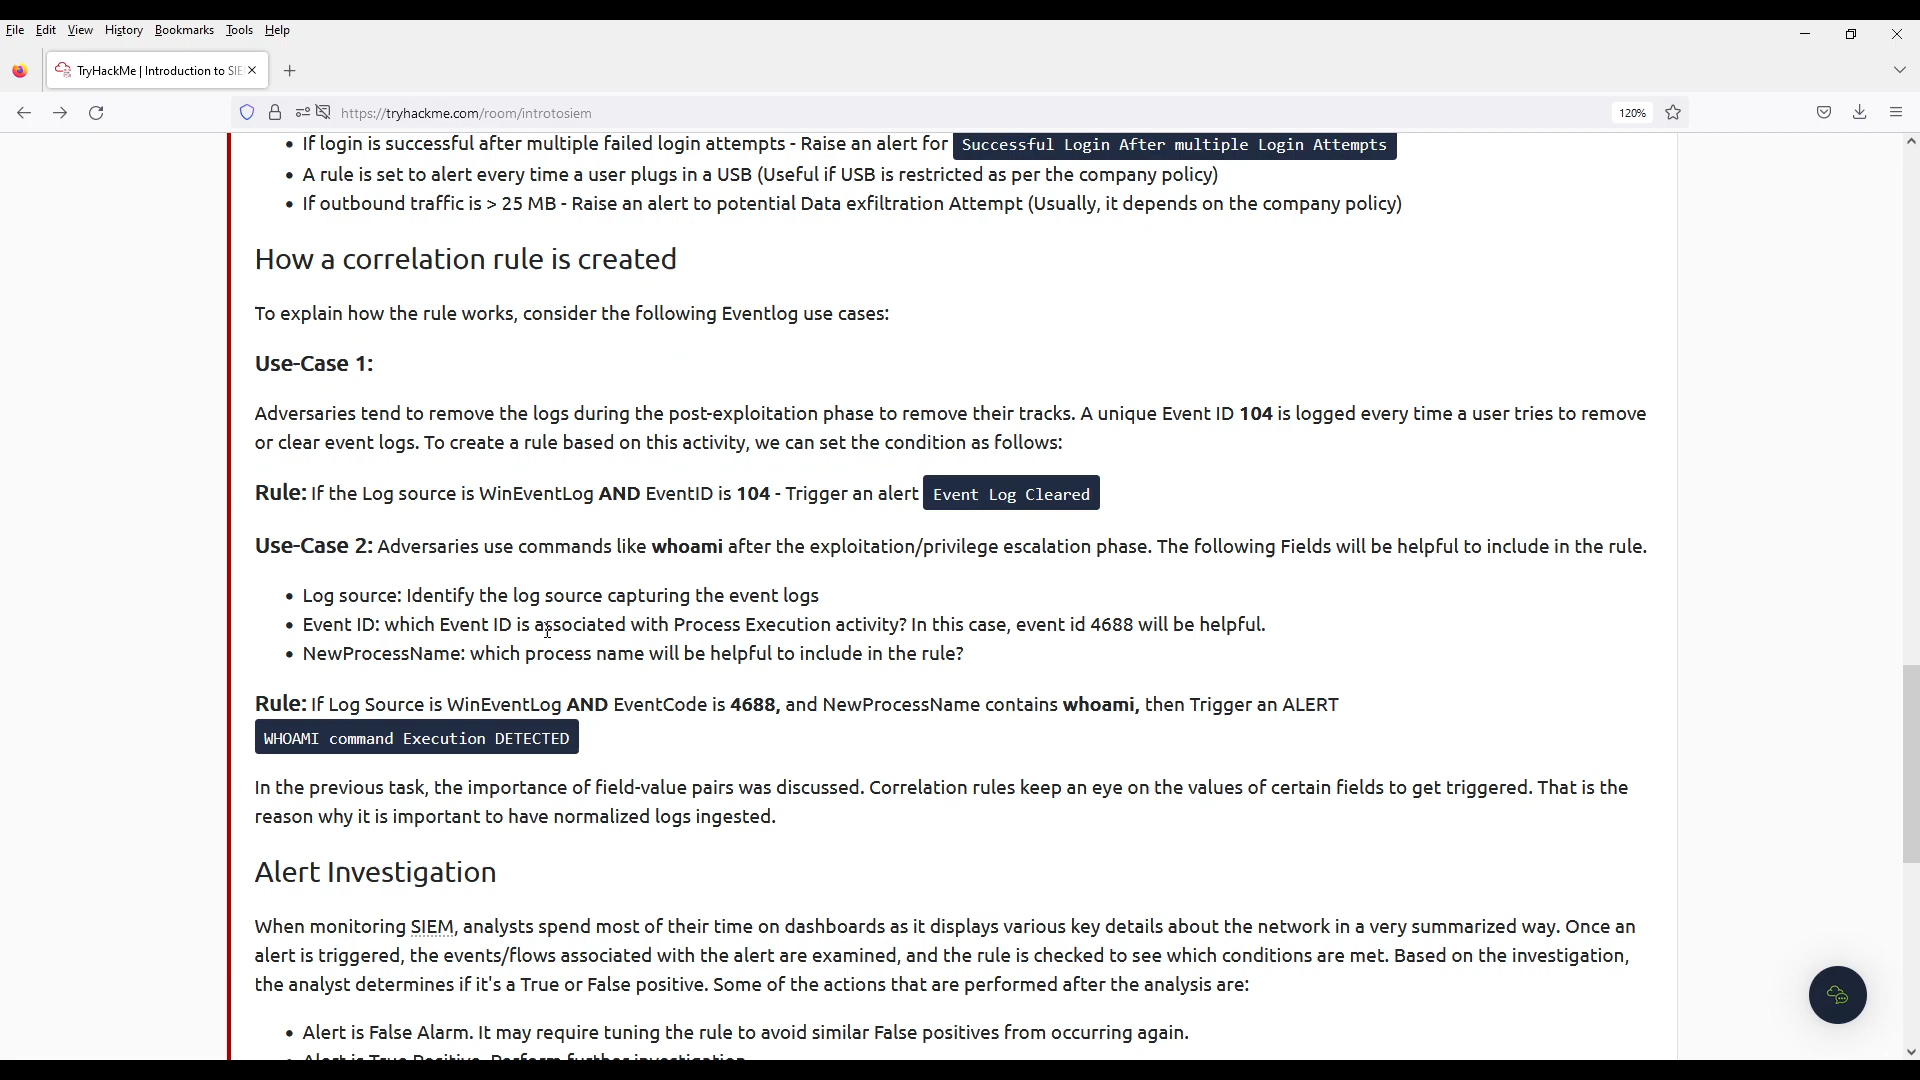 File Edit View History Bookmarks Tools Help
TryHackMe | Introduction to SIE
https://tryhackme.com/room/introtosiem
120%
• If login is successful after multiple failed login attempts - Raise an alert for Successful Login After multiple Login Attempts
• A rule is set to alert every time a user plugs in a USB (Useful if USB is restricted as per the company policy)
• If outbound traffic is > 25 MB - Raise an alert to potential Data exfiltration Attempt (Usually, it depends on the company policy)
How a correlation rule is created
To explain how the rule works, consider the following Eventlog use cases:
Use-Case 1:
Adversaries tend to remove the logs during the post-exploitation phase to remove their tracks. A unique Event ID 104 is logged every time a user tries to remove
or clear event logs. To create a rule based on this activity, we can set the condition as follows:
Rule: If the Log source is WinEventLog AND EventID is 104 - Trigger an alert Event Log Cleared
Use-Case 2: Adversaries use commands like whoami after the exploitation/privilege escalation phase. The following Fields will be helpful to include in the rule.
• Log source: Identify the log source capturing the event logs
• Event ID: which Event ID is associated with Process Execution activity? In this case, event id 4688 will be helpful.
• NewProcessName: which process name will be helpful to include in the rule?
Rule: If Log Source is WinEventLog AND EventCode is 4688, and NewProcessName contains whoami, then Trigger an ALERT
WHOAMI command Execution DETECTED
In the previous task, the importance of field-value pairs was discussed. Correlation rules keep an eye on the values of certain fields to get triggered. That is the
reason why it is important to have normalized logs ingested.
Alert Investigation
When monitoring SIEM, analysts spend most of their time on dashboards as it displays various key details about the network in a very summarized way. Once an
alert is triggered, the events/flows associated with the alert are examined, and the rule is checked to see which conditions are met. Based on the investigation,
the analyst determines if it's a True or False positive. Some of the actions that are performed after the analysis are:
• Alert is False Alarm. It may require tuning the rule to avoid similar False positives from occurring again.
• Alert is True Positive. Perform further investigation.